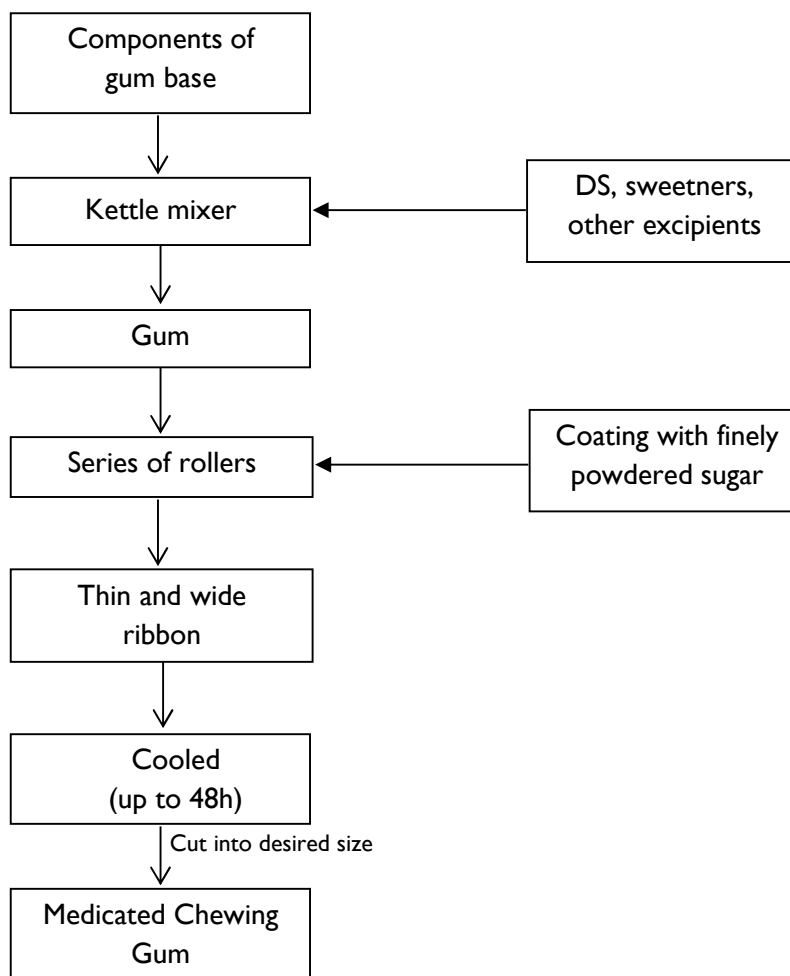 Components of
gum base
Kettle mixer
DS, sweetners,
other excipients
Gum
Series of rollers
Coating with finely
powdered sugar
Thin and wide
ribbon
Cooled
(up to 48h)
Cut into desired size
Medicated Chewing
Gum